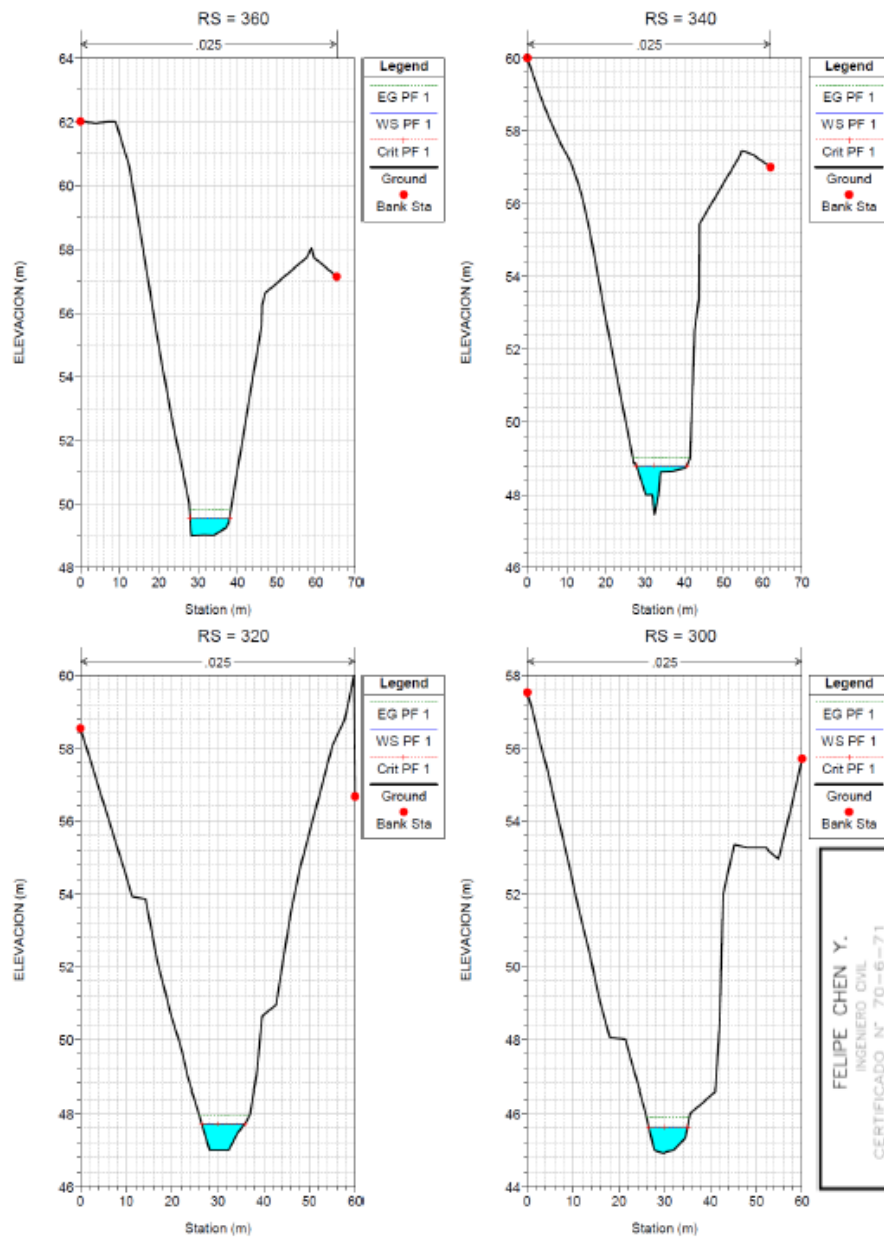 RS = 360
.025
64
62
60
58
56
54
52
50
48
0 10 20 30 40 50 60 70
ELEVACION (m)
Station (m)
Legend
EG PF 1
WS PF 1
Crit PF 1
Ground
Bank Sta
RS = 340
.025
60
58
56
54
52
50
48
46
0 10 20 30 40 50 60 70
ELEVACION (m)
Station (m)
Legend
EG PF 1
WS PF 1
Crit PF 1
Ground
Bank Sta
RS = 320
.025
60
58
56
54
52
50
48
46
0 10 20 30 40 50 60
ELEVACION (m)
Station (m)
Legend
EG PF 1
WS PF 1
Crit PF 1
Ground
Bank Sta
RS = 300
.025
58
56
54
52
50
48
46
44
0 10 20 30 40 50 60
ELEVACION (m)
Station (m)
Legend
EG PF 1
WS PF 1
Crit PF 1
Ground
Bank Sta
FELIPE CHEN Y.
INGENIERO CIVIL
CERTIFICADO N° 70-6-71